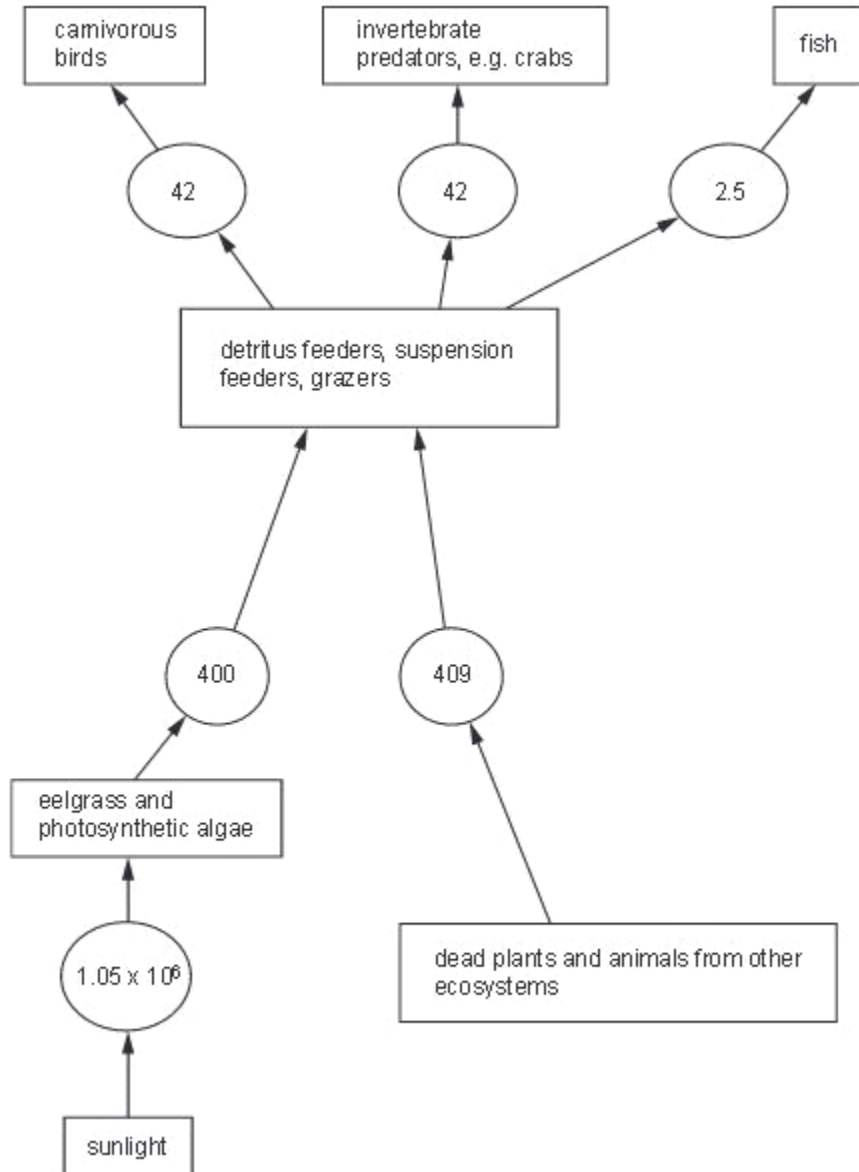 carnivorous
birds
invertebrate
predators, e.g. crabs
fish
42
42
2.5
detritus feeders, suspension
feeders, grazers
400
409
eelgrass and
photosynthetic algae
1.05 x 10⁶
dead plants and animals from other
ecosystems
sunlight